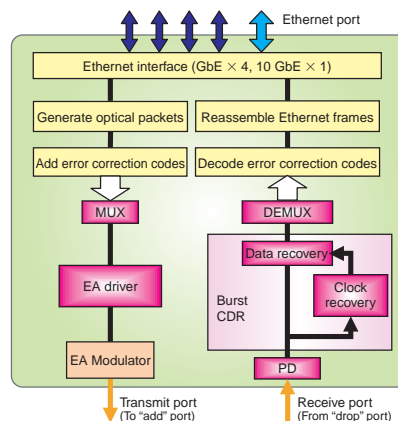 Ethernet port
Ethernet interface (GbE × 4, 10 GbE × 1)
Generate optical packets
Reassemble Ethernet frames
Add error correction codes
Decode error correction codes
MUX
DEMUX
Data recovery
EA driver
Clock
recovery
Burst
CDR
EA Modulator
PD
Transmit port
(To “add” port)
Receive port
(From “drop” port)